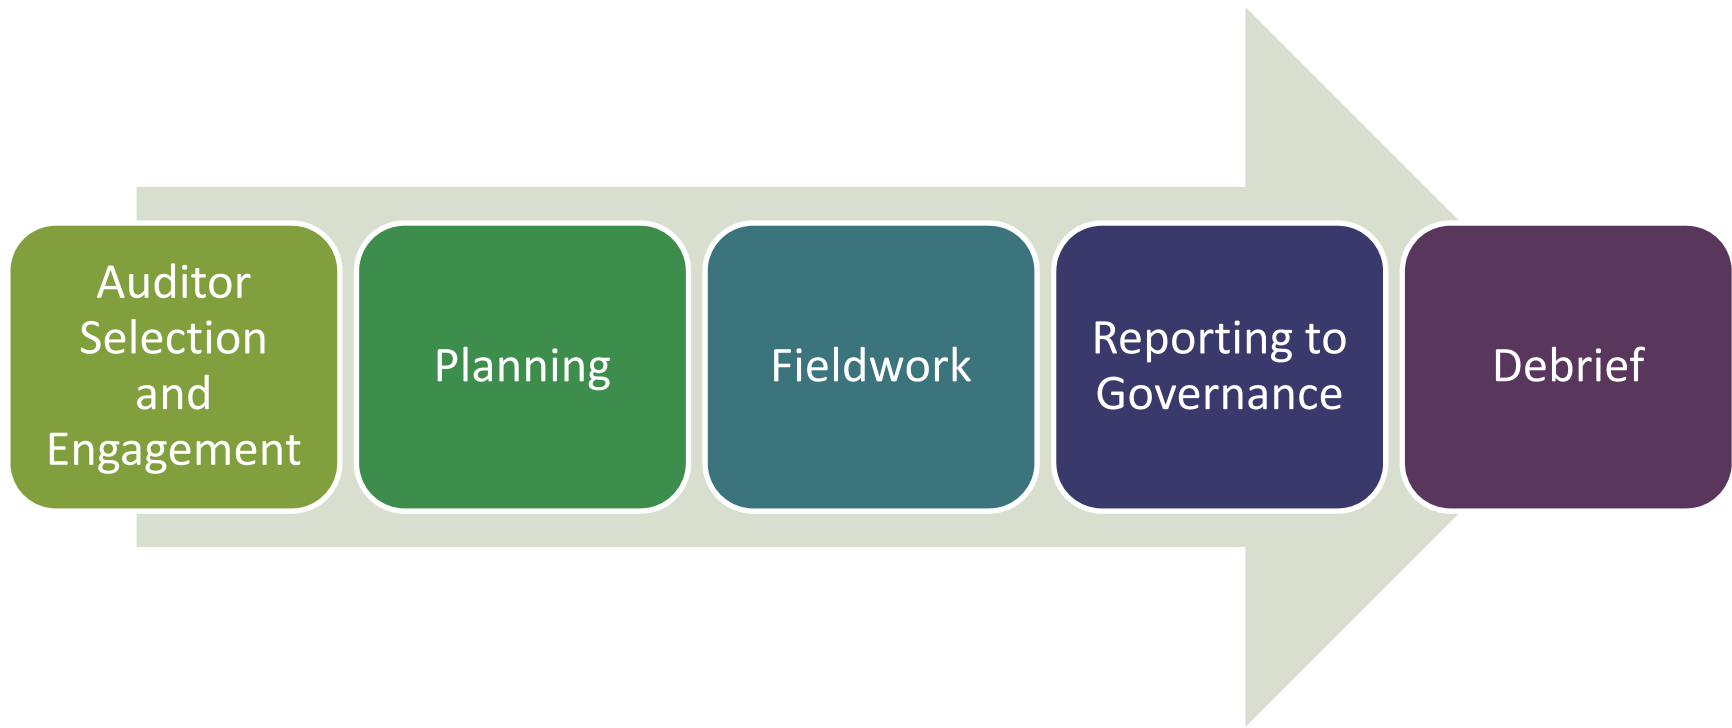 Auditor
Selection
and
Engagement
Planning
Fieldwork
Reporting to
Governance
Debrief